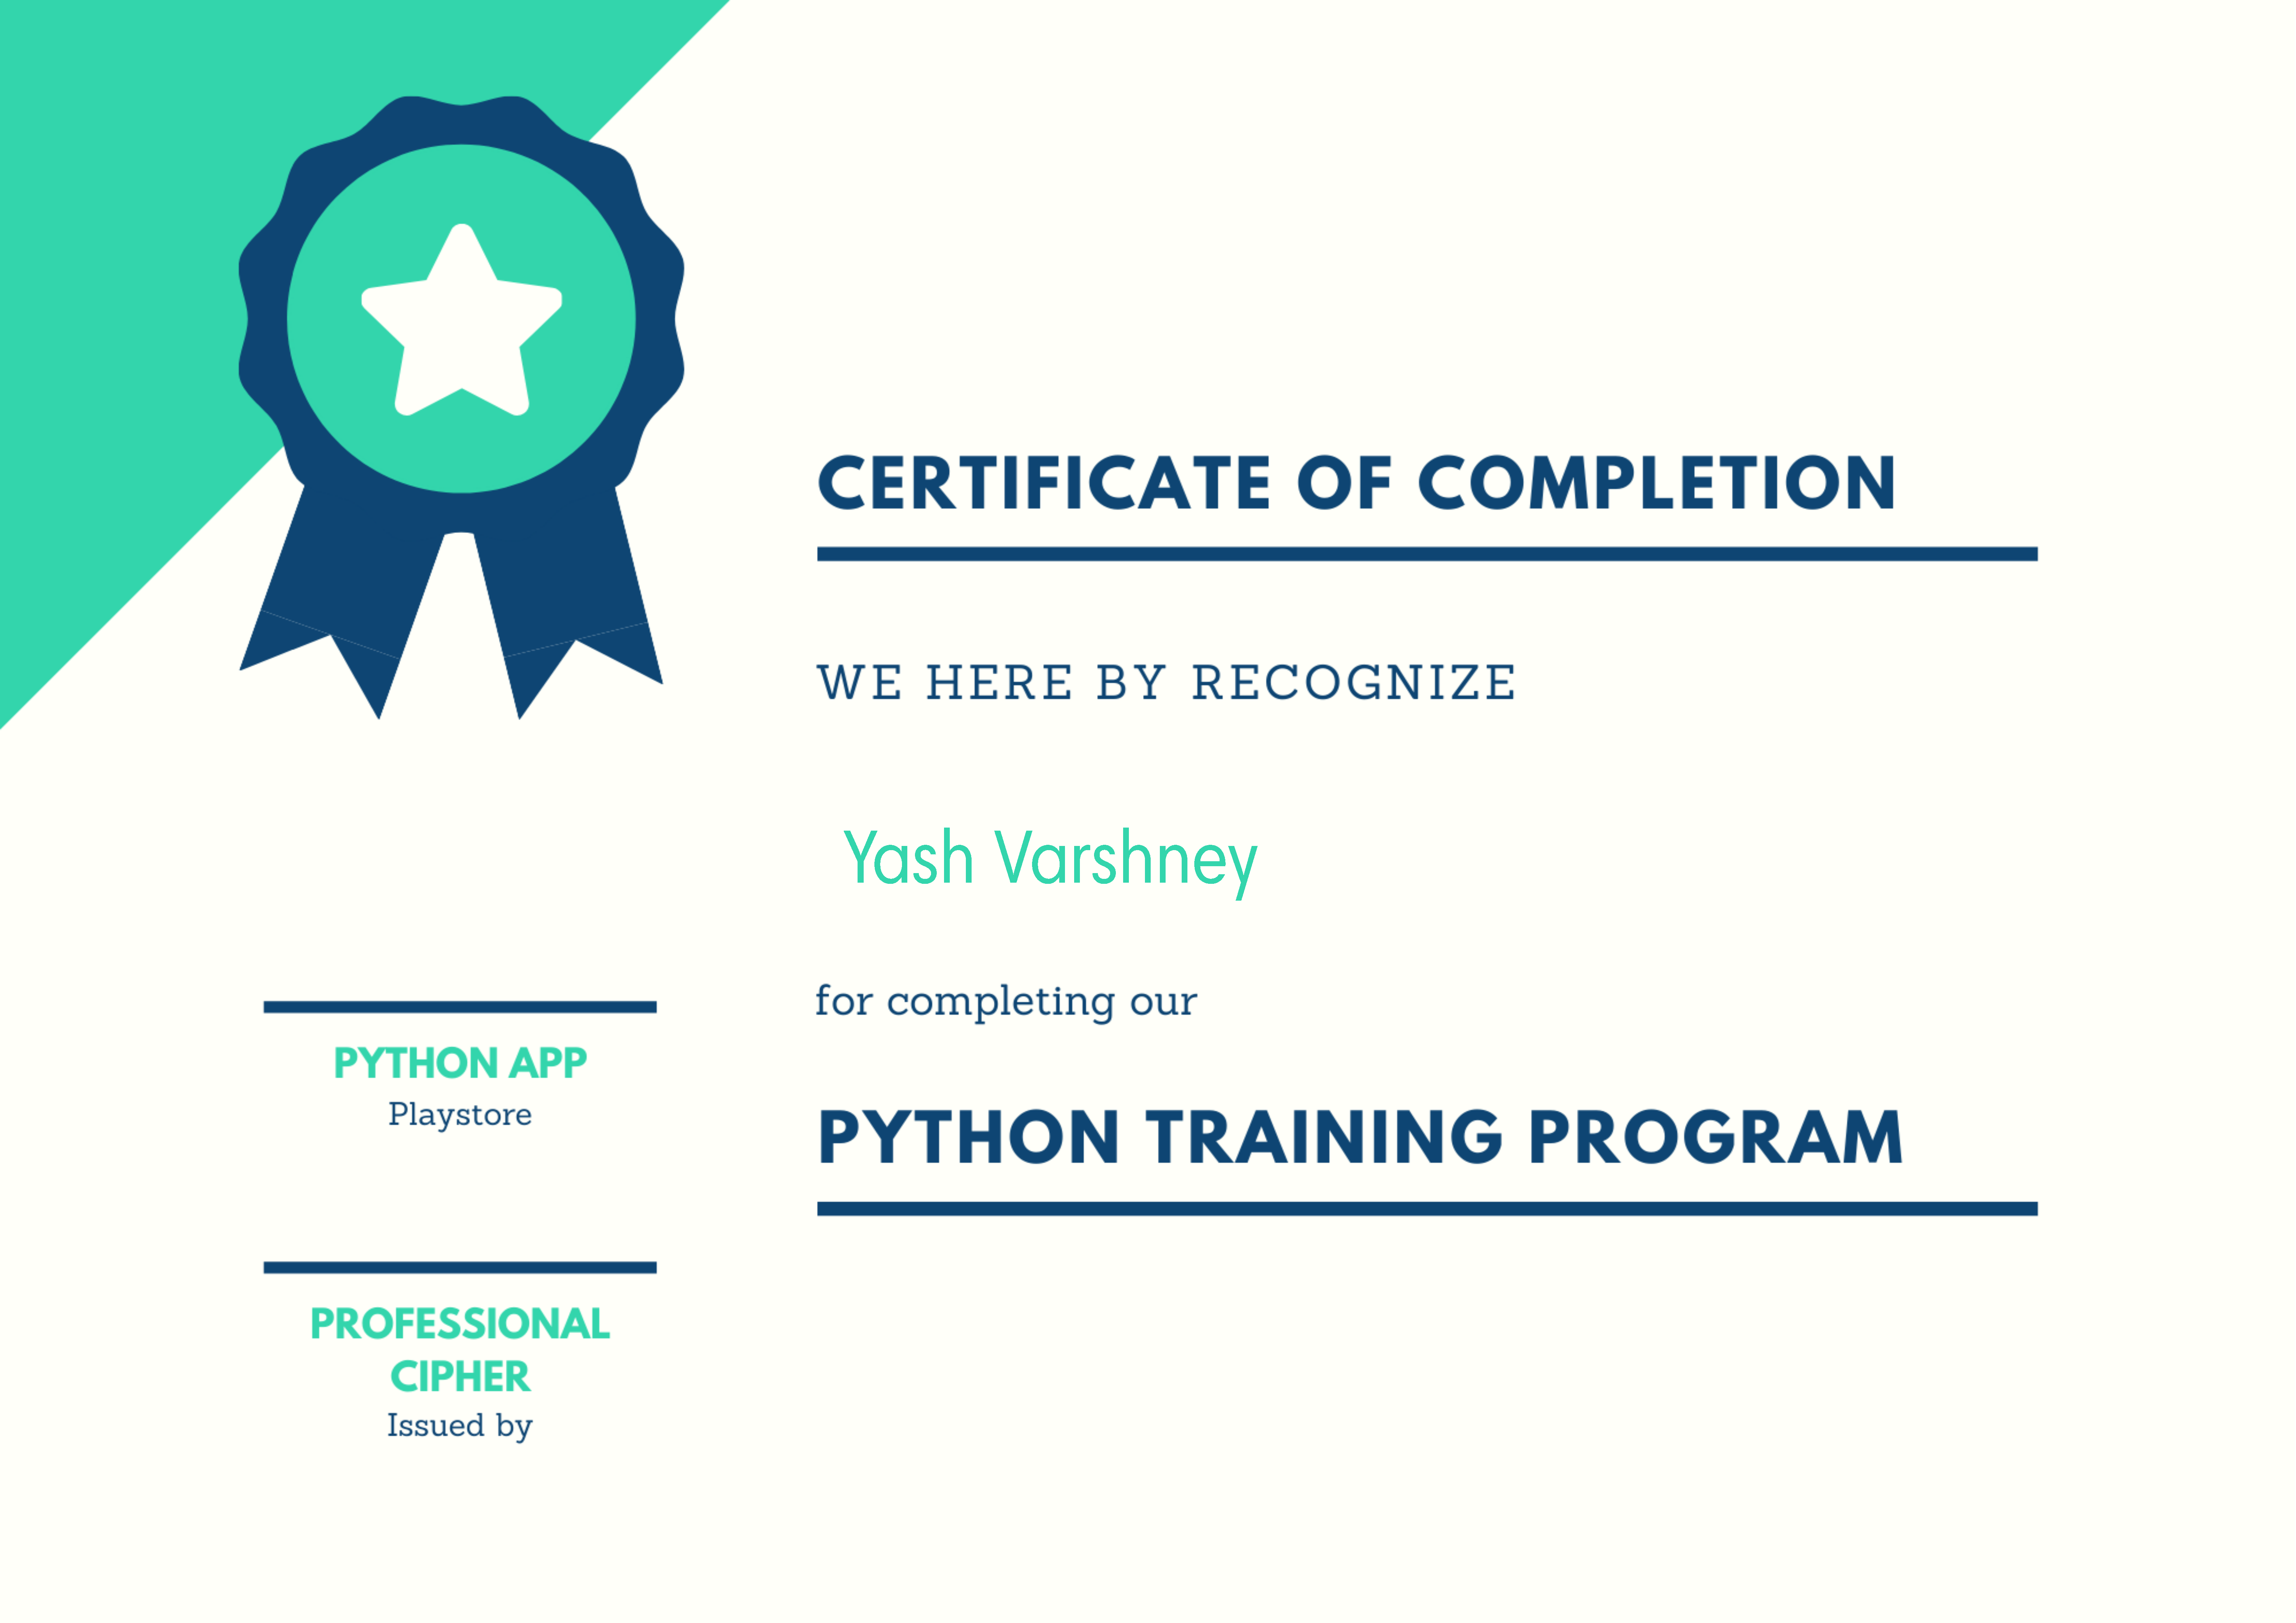 CERTIFICATE OF COMPLETION
WE HERE BY RECOGNIZE
Yash Varshney
for completing our
PYTHON TRAINING PROGRAM
PYTHON APP
Playstore
PROFESSIONAL
CIPHER
Issued by